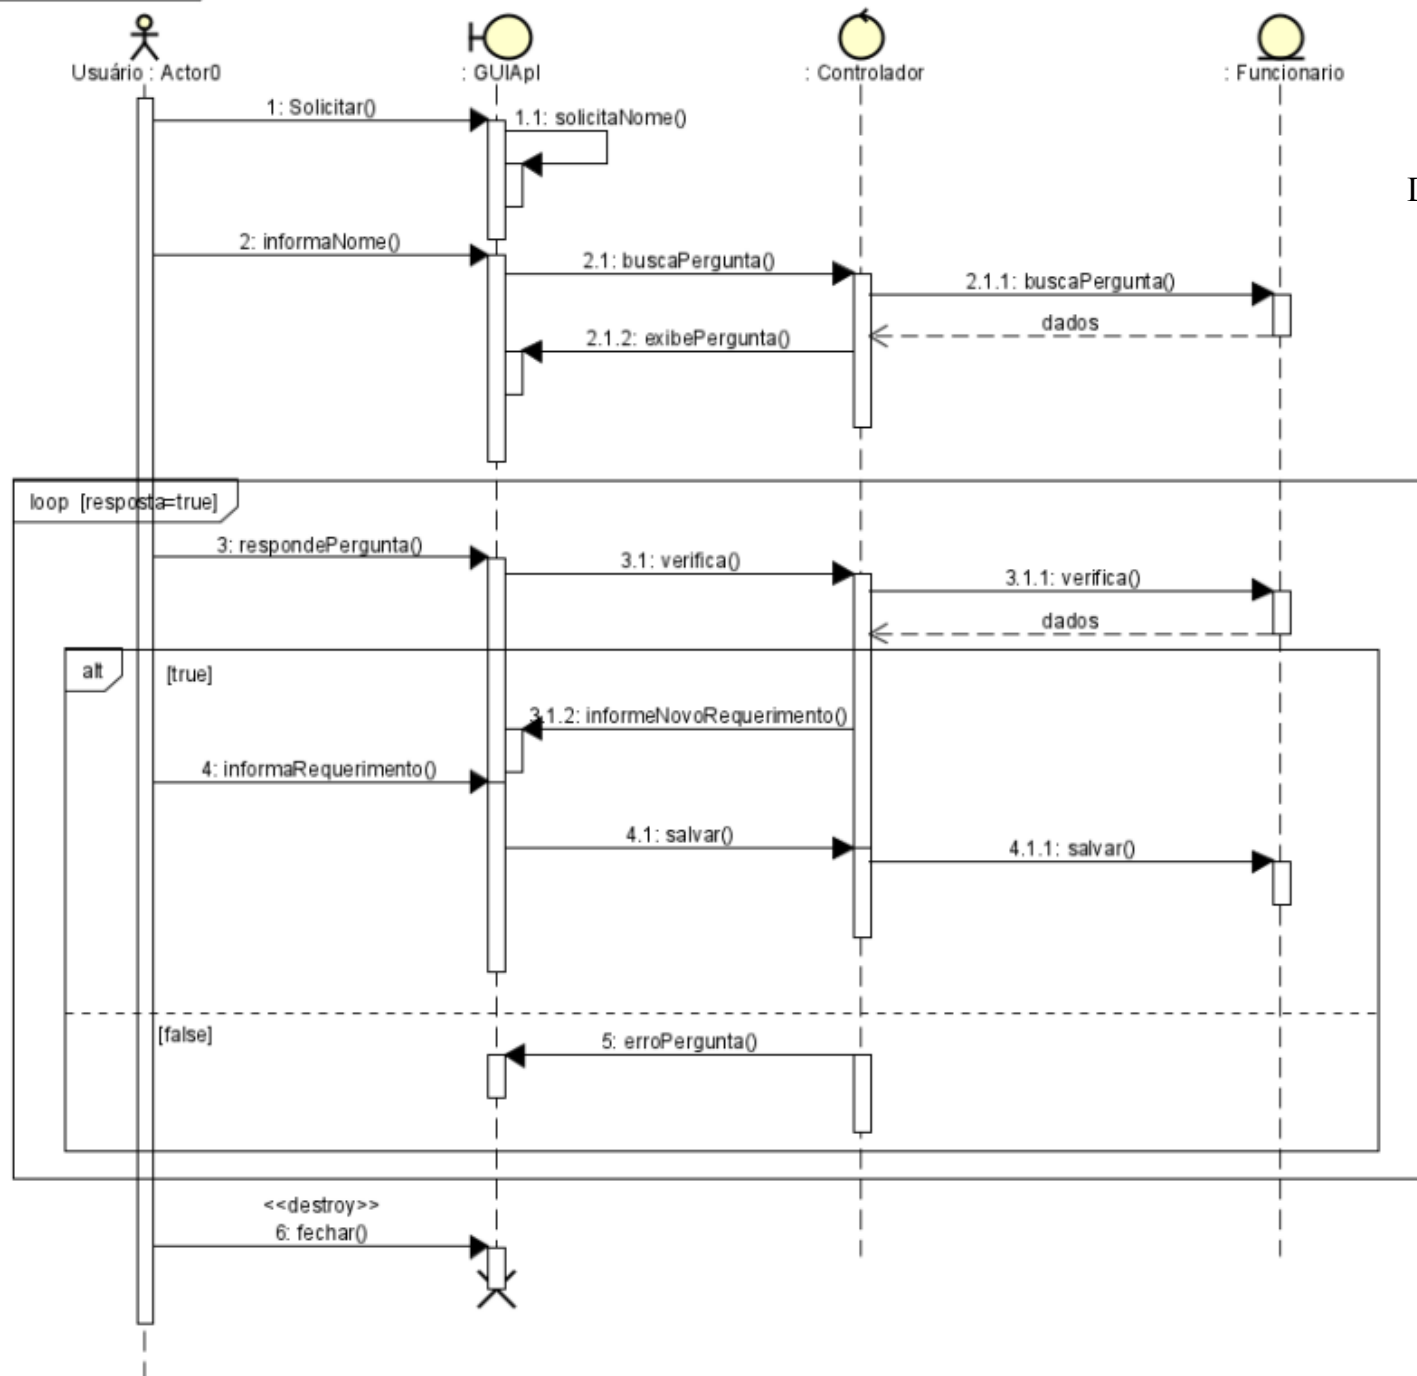 Usuário : Actor0
: GUIApl
: Controlador
: Funcionario
1: Solicitar()
1.1: solicitaNome()
2: informaNome()
2.1: buscaPergunta()
2.1.1: buscaPergunta()
dados
2.1.2: exibePergunta()
loop [resposta=true]
3: respondePergunta()
3.1: verifica()
3.1.1: verifica()
dados
alt
[true]
3.1.2: informeNovoRequerimento()
4: informaRequerimento()
4.1: salvar()
4.1.1: salvar()
[false]
5: erroPergunta()
<<destroy>>
6: fechar()